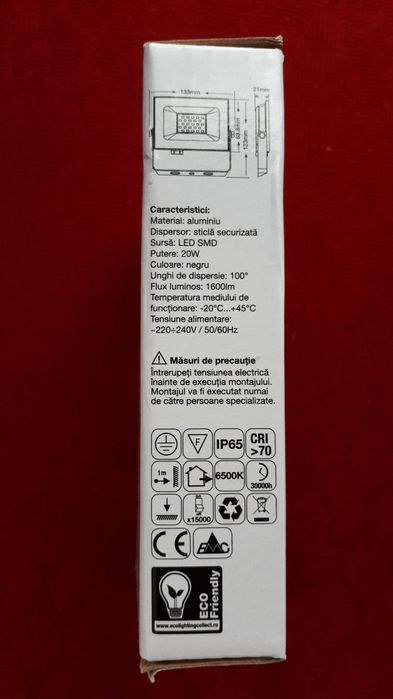 133mm
21mm
123mm
Caracteristici:
Material: aluminiu
Dispersor: sticlă securizată
Sursă: LED SMD
Putere: 20W
Culoare: negru
Unghi de dispersie: 100°
Flux luminos: 1600lm
Temperatura mediului de
funcționare: -20°C...+45°C
Tensiune alimentare:
~220÷240V / 50/60Hz
Măsuri de precauție
Întrerupeți tensiunea electrică
înainte de execuția montajului.
Montajul va fi executat numai
de către persoane specializate.
F
IP65
CRI
>70
1m
6500K
30000h
x15000
CE
EMC
ECO
Friendly
www.ecolightingcollect.ro